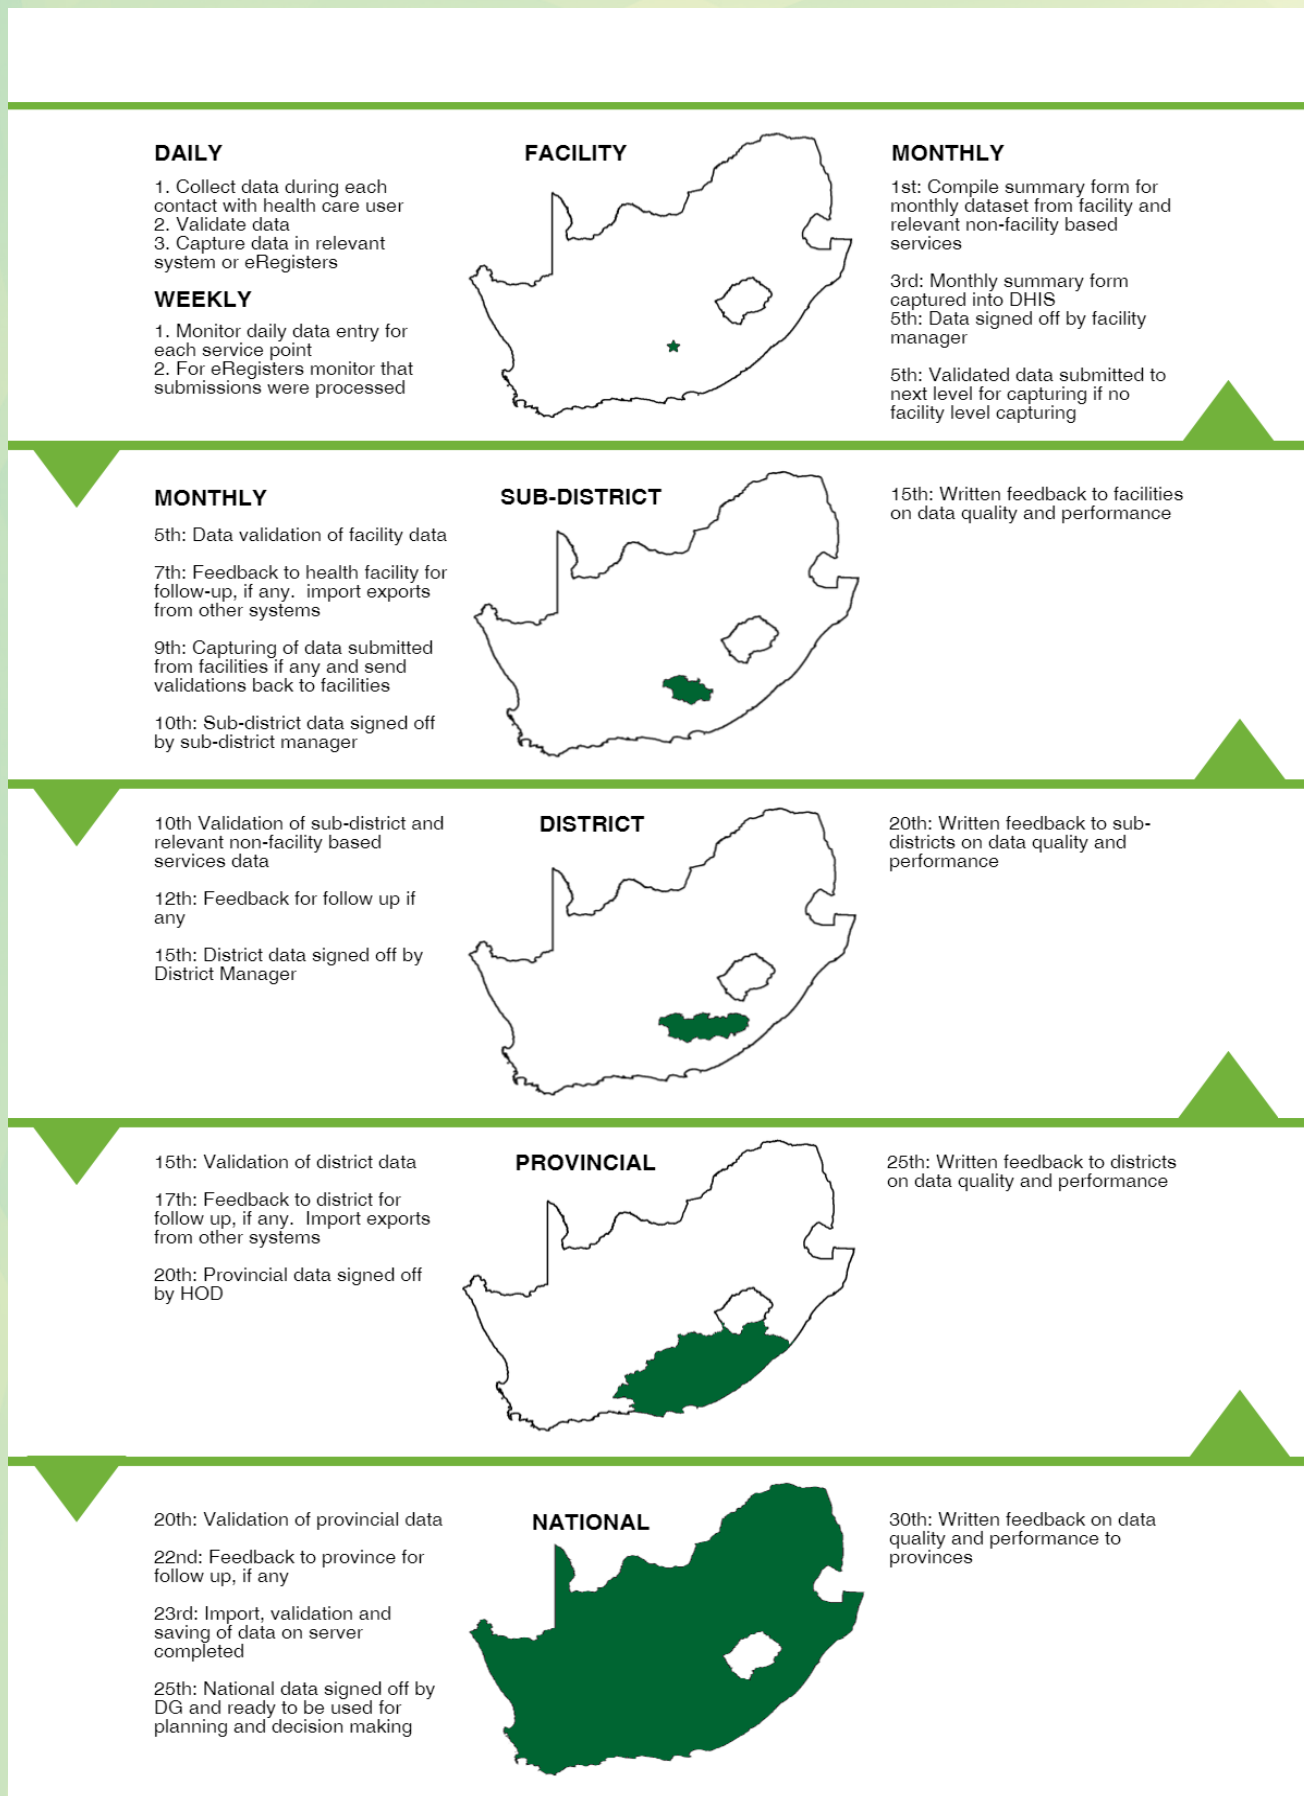 DAILY
1. Collect data during each
contact with health care user
2. Validate data
3. Capture data in relevant
system or eRegisters
WEEKLY
1. Monitor daily data entry for
each service point
2. For eRegisters monitor that
submissions were processed
FACILITY
MONTHLY
1st: Compile summary form for
monthly dataset from facility and
relevant non-facility based
services
3rd: Monthly summary form
captured into DHIS
5th: Data signed off by facility
manager
5th: Validated data submitted to
next level for capturing if no
facility level capturing
MONTHLY
5th: Data validation of facility data
7th: Feedback to health facility for
follow-up, if any.  import exports
from other systems
9th: Capturing of data submitted
from facilities if any and send
validations back to facilities
10th: Sub-district data signed off
by sub-district manager
SUB-DISTRICT
15th: Written feedback to facilities
on data quality and performance
10th Validation of sub-district and
relevant non-facility based
services data
12th: Feedback for follow up if
any
15th: District data signed off by
District Manager
DISTRICT
20th: Written feedback to sub-
districts on data quality and
performance
15th: Validation of district data
17th: Feedback to district for
follow up, if any.  Import exports
from other systems
20th: Provincial data signed off
by HOD
PROVINCIAL
25th: Written feedback to districts
on data quality and performance
20th: Validation of provincial data
22nd: Feedback to province for
follow up, if any
23rd: Import, validation and
saving of data on server
completed
25th: National data signed off by
DG and ready to be used for
planning and decision making
NATIONAL
30th: Written feedback on data
quality and performance to
provinces